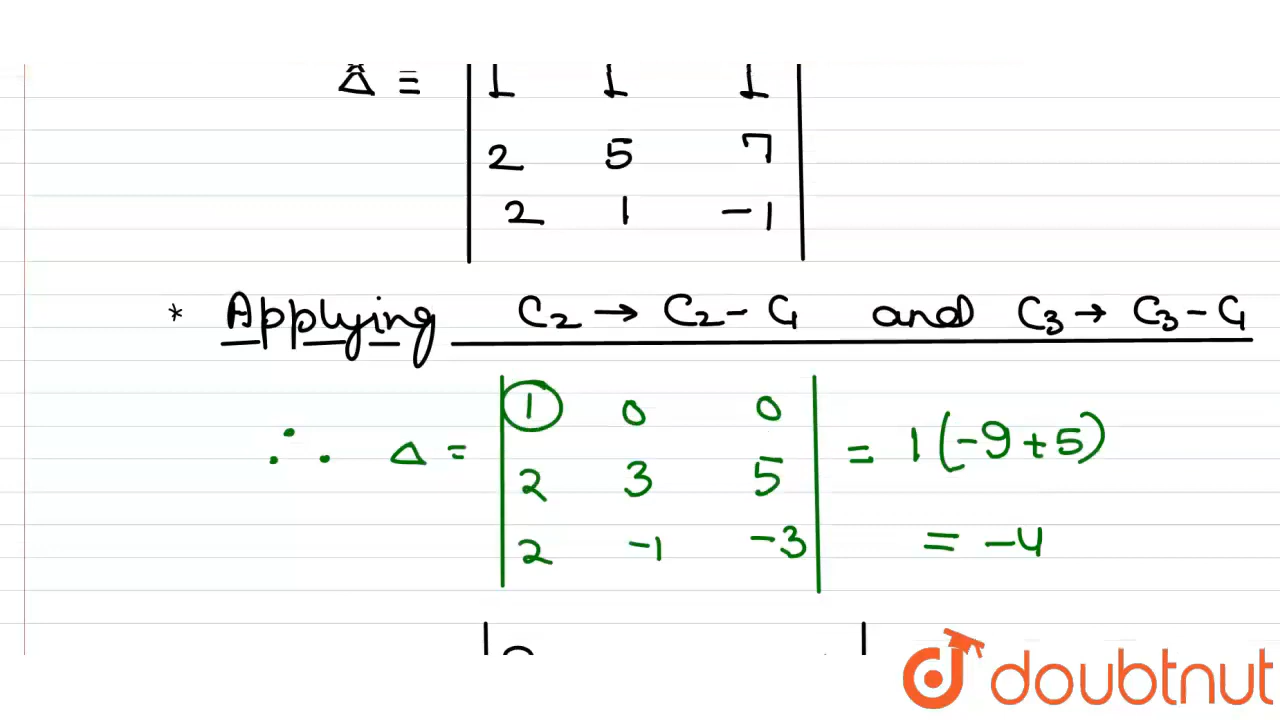 Δ = | 1 1 1 |
| 2 5 7 |
| 2 1 -1 |
* Applying C₂ → C₂ - C₁ and C₃ → C₃ - C₁
∴ Δ = | 1 0 0 | = 1(-9+5)
| 2 3 5 |
| 2 -1 -3 | = -4
doubtnut